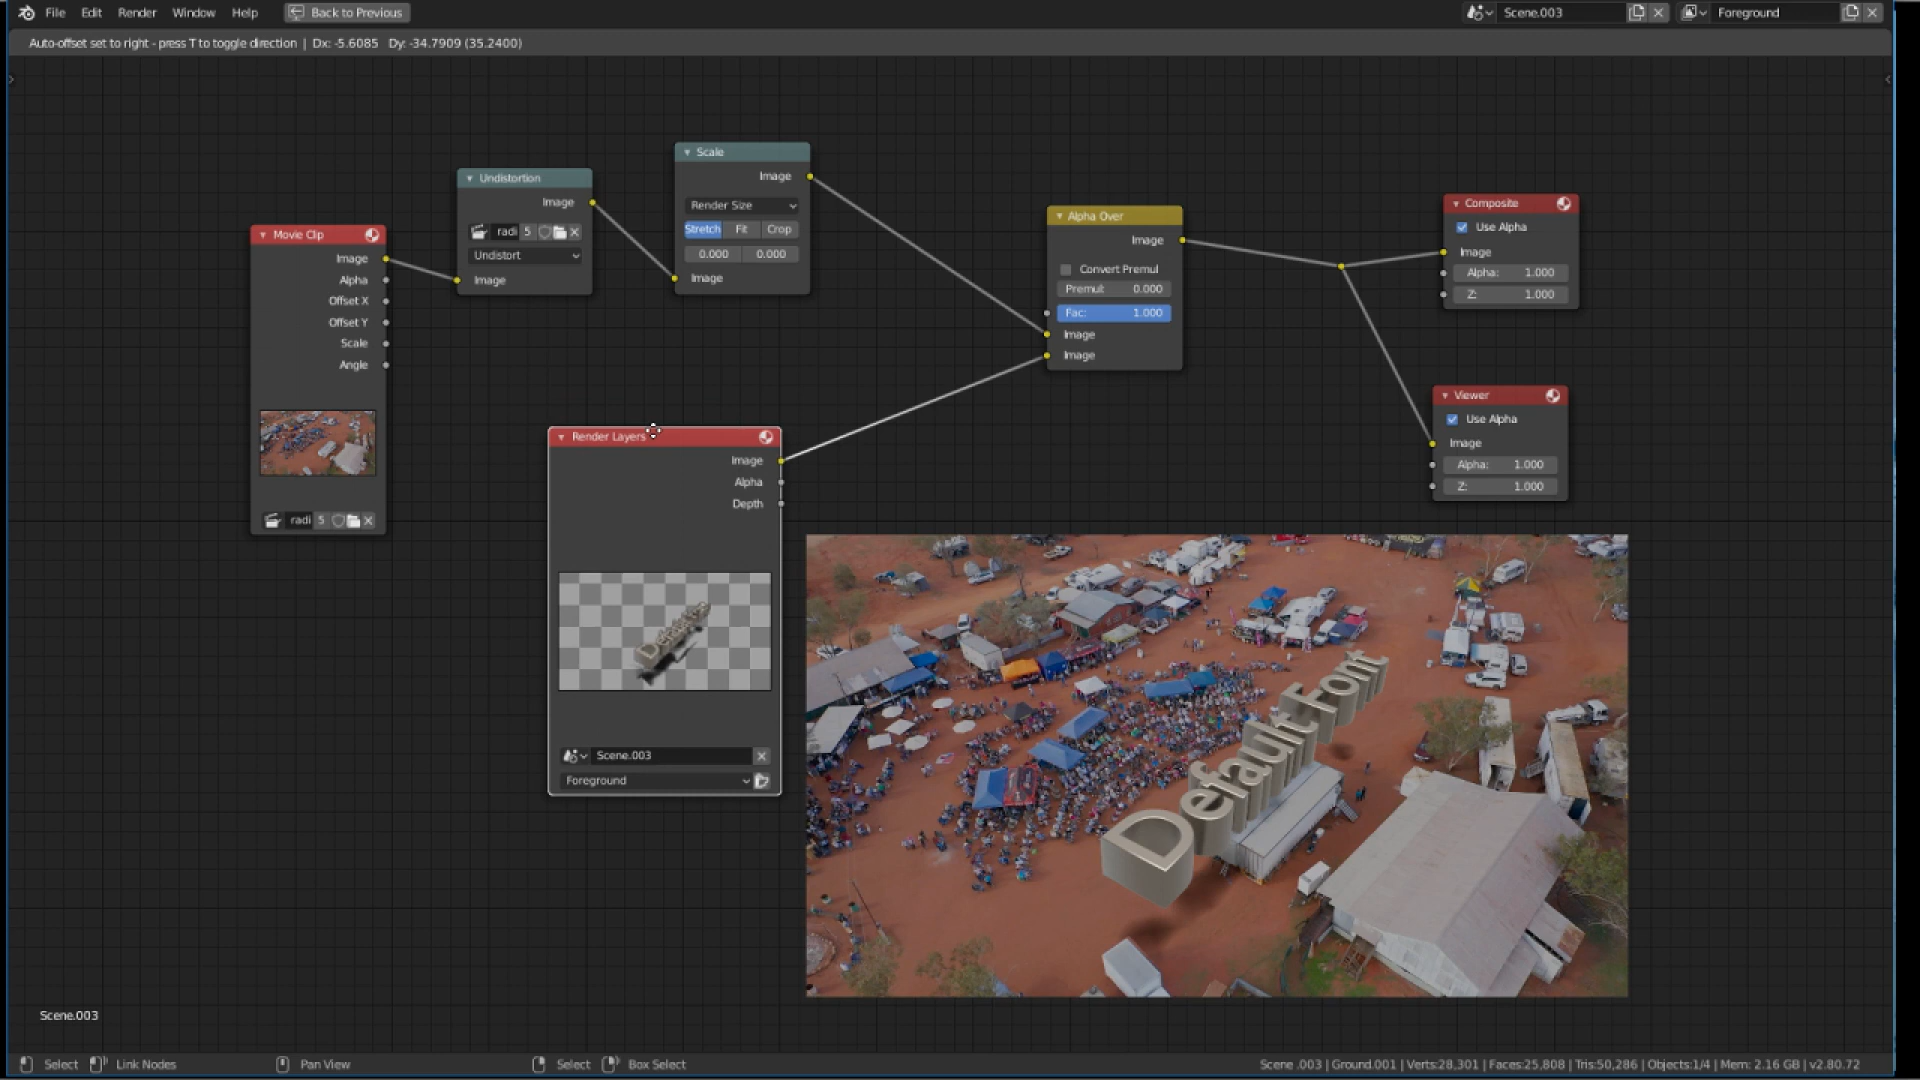 File Edit Render Window Help Back to Previous Scene.003 Foreground
Auto-offset set to right - press T to toggle direction | Dx: -5.6085 Dy: -34.7909 (35.2400)
Movie Clip
Image
Alpha
Offset X
Offset Y
Scale
Angle
radi 5
Undistortion
Image
radi 5
Undistort
Image
Scale
Image
Render Size
Stretch Fit Crop
0.000 0.000
Image
Render Layers
Image
Alpha
Depth
Default Font
Scene.003
Foreground
Alpha Over
Image
Convert Premul
Premul: 0.000
Fac: 1.000
Image
Image
Composite
Use Alpha
Image
Alpha: 1.000
Z: 1.000
Viewer
Use Alpha
Image
Alpha: 1.000
Z: 1.000
Default Font
Scene.003
Select Link Nodes Pan View Select Box Select Scene .003 | Ground.001 | Verts:28,301 | Faces:25,808 | Tris:50,286 | Objects:1/4 | Mem: 2.16 GB | v2.80.72